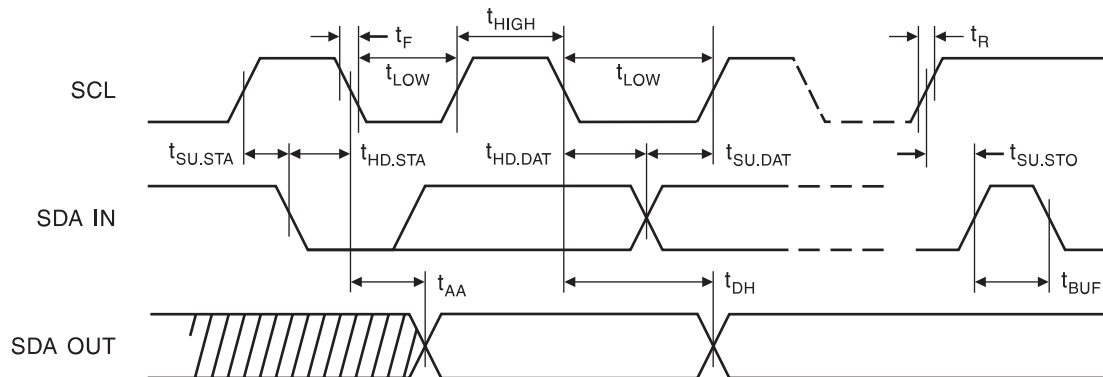 tHIGH
tF
tR
tLOW
tLOW
SCL
tSU.STA
tHD.STA
tHD.DAT
tSU.DAT
tSU.STO
SDA IN
tAA
tDH
tBUF
SDA OUT